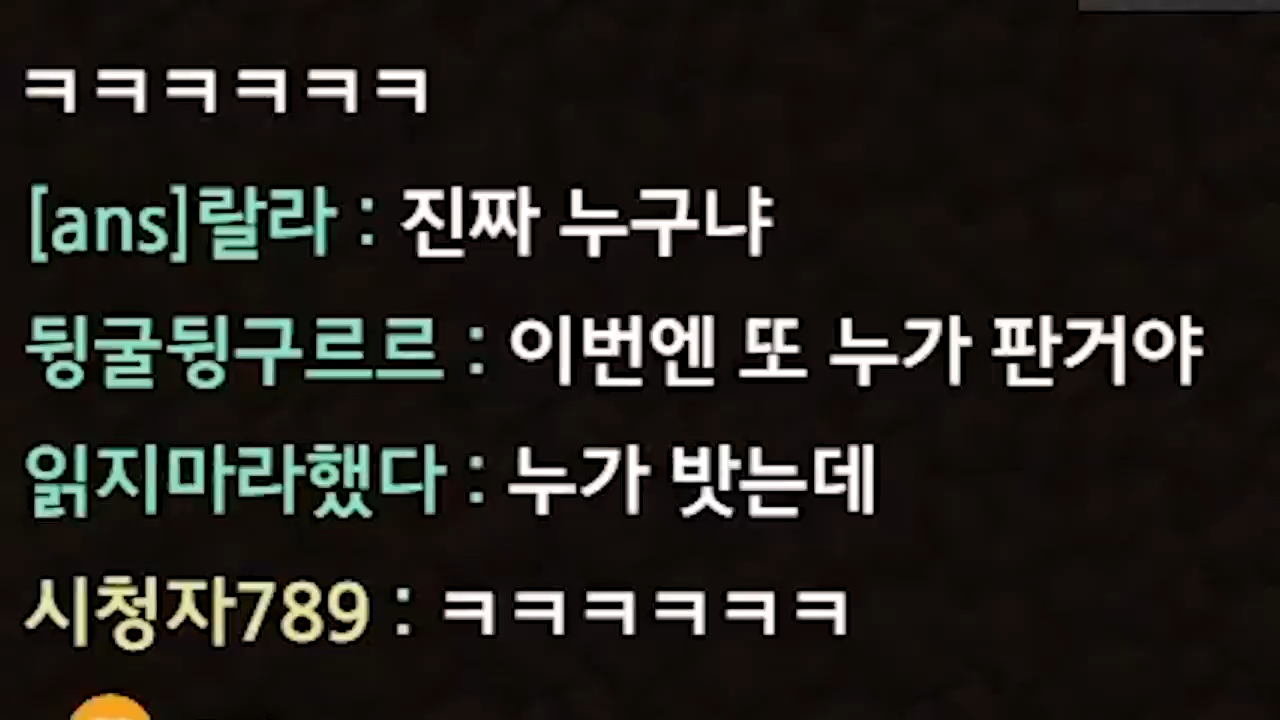 ㅋㅋㅋㅋㅋㅋ
[ans]랄라 : 진짜 누구냐
뒹굴뒹구르르 : 이번엔 또 누가 판거야
읽지마라했다 : 누가 밧는데
시청자789 : ㅋㅋㅋㅋㅋㅋ